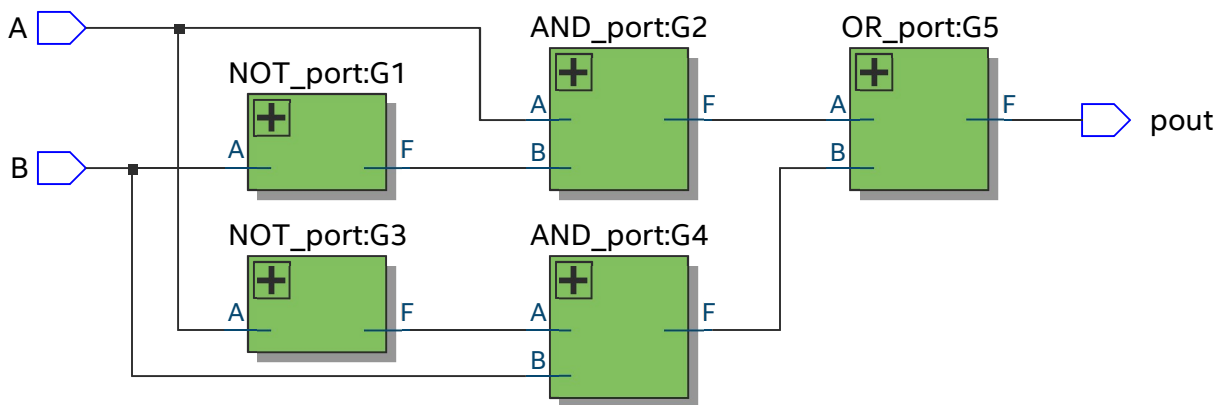 A
AND_port:G2
OR_port:G5
NOT_port:G1
A
F
A
F
pout
B
A
F
B
B
NOT_port:G3
AND_port:G4
A
F
A
F
B